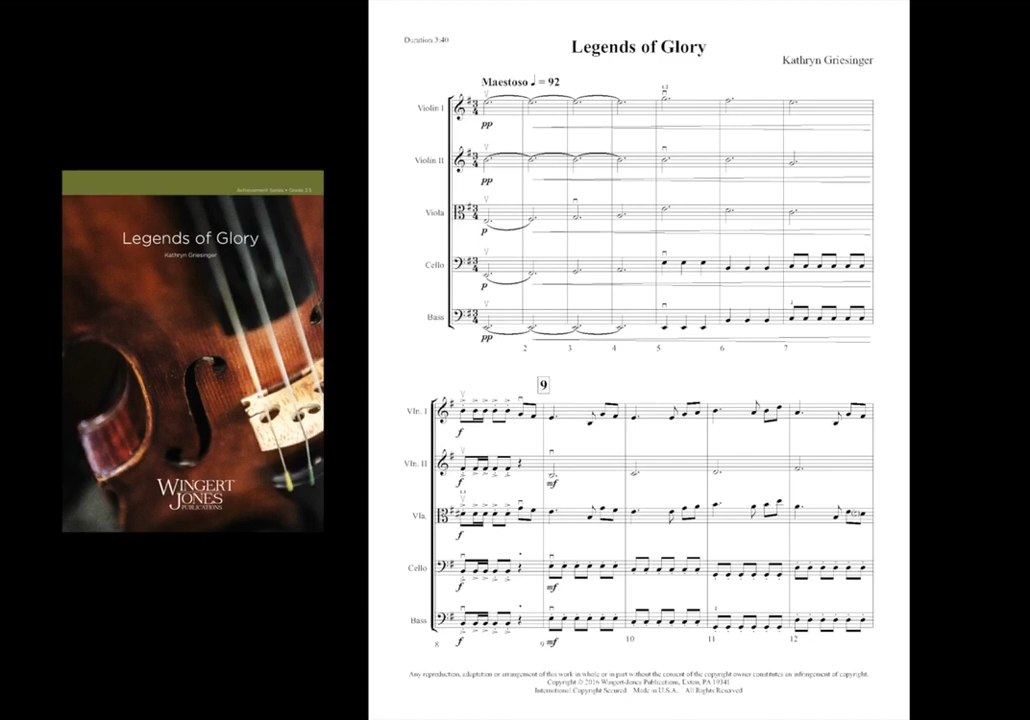 Achievement Series • Grade 2.5
Legends of Glory
Kathryn Griesinger
WINGERT
JONES
PUBLICATIONS
Duration 3:40
Legends of Glory
Kathryn Griesinger
Maestoso ♩ = 92
Violin I
pp
Violin II
pp
Viola
p
Cello
p
Bass
pp
2 3 4 5 6 7
9
Vln. I
f
Vln. II
f mf
Vla.
f
Cello
f mf
Bass
f mf
8 9 10 11 12
Any reproduction, adaptation or arrangement of this work in whole or in part without the consent of the copyright owner constitutes an infringement of copyright.
Copyright © 2016 Wingert-Jones Publications, Exton, PA 19341
International Copyright Secured Made in U.S.A. All Rights Reserved